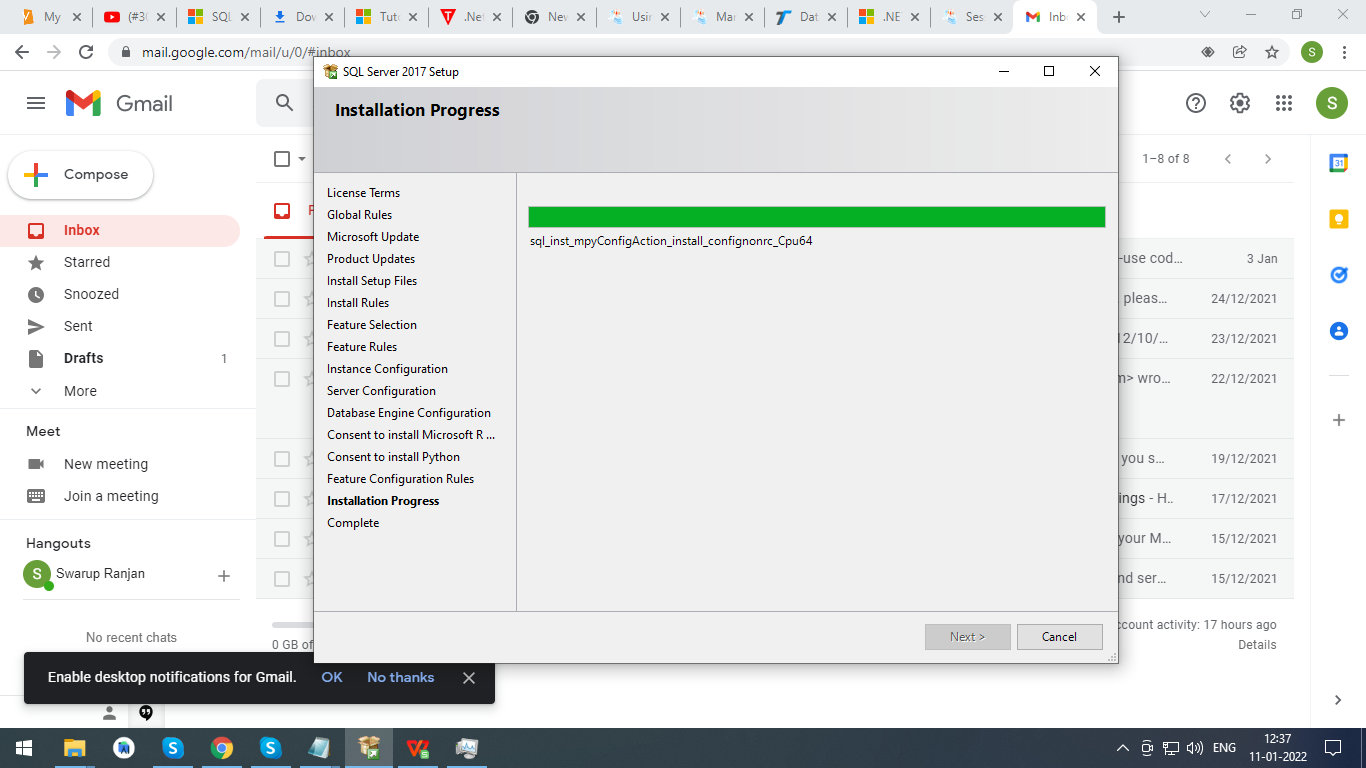 My
(#30
SQL
Dow
Tuto
.Net
New
Usin
Mar
Dat
.NE
Ses
Inbo
mail.google.com/mail/u/0/#inbox
S
SQL Server 2017 Setup
Gmail
Installation Progress
S
Compose
1–8 of 8
License Terms
Global Rules
Microsoft Update
Product Updates
Install Setup Files
Install Rules
Feature Selection
Feature Rules
Instance Configuration
Server Configuration
Database Engine Configuration
Consent to install Microsoft R ...
Consent to install Python
Feature Configuration Rules
Installation Progress
Complete
sql_inst_mpyConfigAction_install_confignonrc_Cpu64
Next >
Cancel
Inbox
Starred
Snoozed
Sent
Drafts 1
More
Meet
New meeting
Join a meeting
Hangouts
S Swarup Ranjan
No recent chats
-use cod... 3 Jan
pleas... 24/12/2021
12/10/... 23/12/2021
m> wro... 22/12/2021
you s... 19/12/2021
ings - H.. 17/12/2021
your M... 15/12/2021
nd ser... 15/12/2021
0 GB of
count activity: 17 hours ago
Details
Enable desktop notifications for Gmail. OK No thanks
31
ENG
12:37
11-01-2022